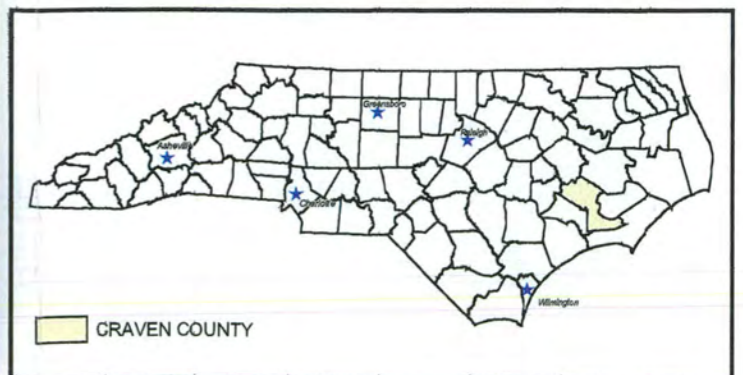 Greensboro
Raleigh
Asheville
Charlotte
Wilmington
CRAVEN COUNTY